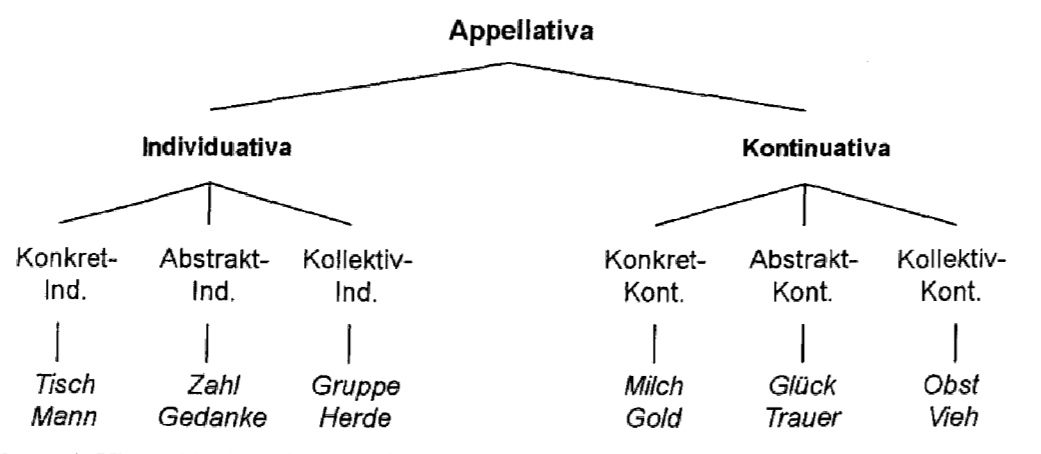 Appellativa
Individuativa Kontinuativa
Konkret- Abstrakt- Kollektiv- Konkret- Abstrakt- Kollektiv-
Ind. Ind. Ind. Kont. Kont. Kont.
Tisch Zahl Gruppe Milch Glück Obst
Mann Gedanke Herde Gold Trauer Vieh